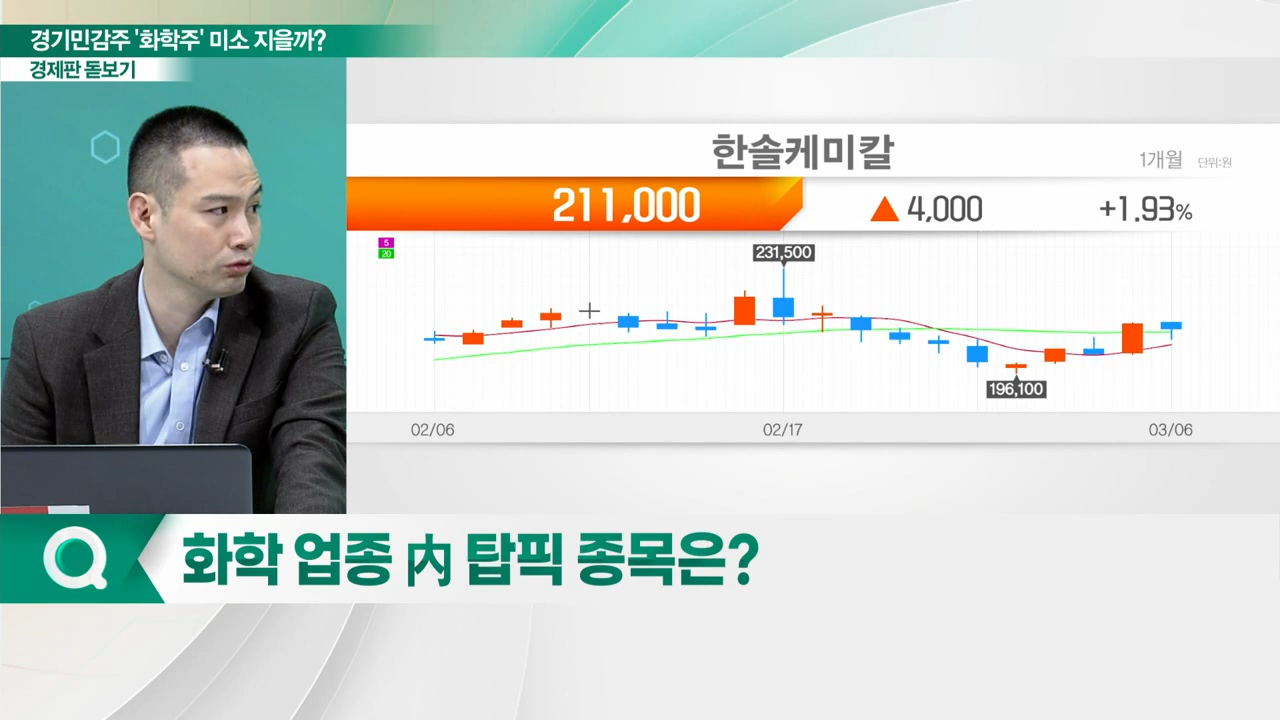 경기민감주 '화학주' 미소 지을까?
경제판 돋보기
한솔케미칼
1개월 단위:원
211,000 ▲ 4,000 +1.93%
5
20
231,500
196,100
02/06 02/17 03/06
Q 화학 업종 內 탑픽 종목은?